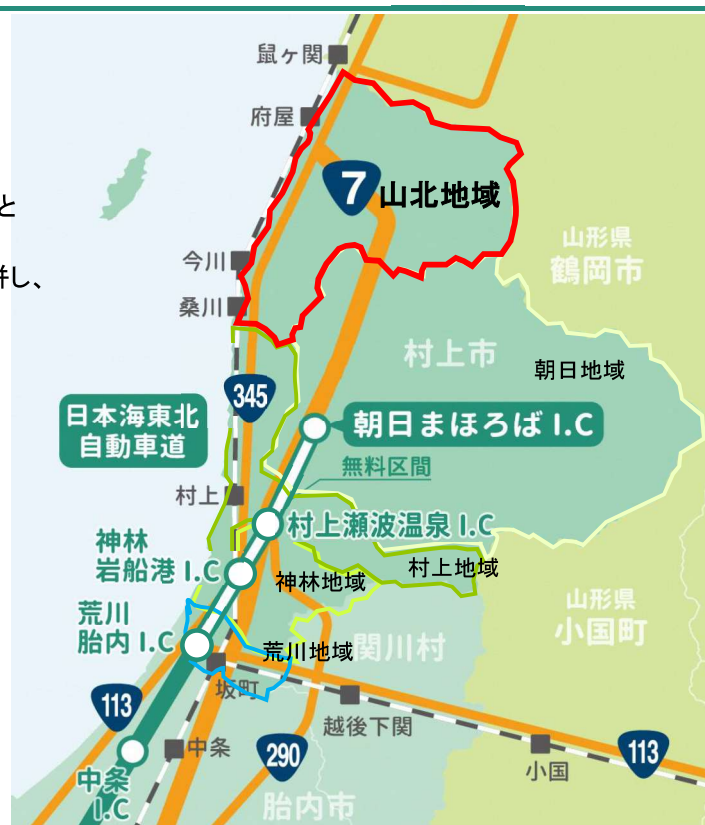 鼠ヶ関
府屋
と
7
山北地域
山形県
鶴岡市
今川
群し、
桑川
村上市
朝日地域
345
日本海東北
自動車道
朝日まほろば I.C
無料区間
村上
村上瀬波温泉 I.C
神林
岩船港 I.C
村上地域
神林地域
山形県
小国町
荒川
胎内 I.C
荒川地域
関川村
坂町
113
越後下関
中条
290
113
小国
中条
I.C
胎内市